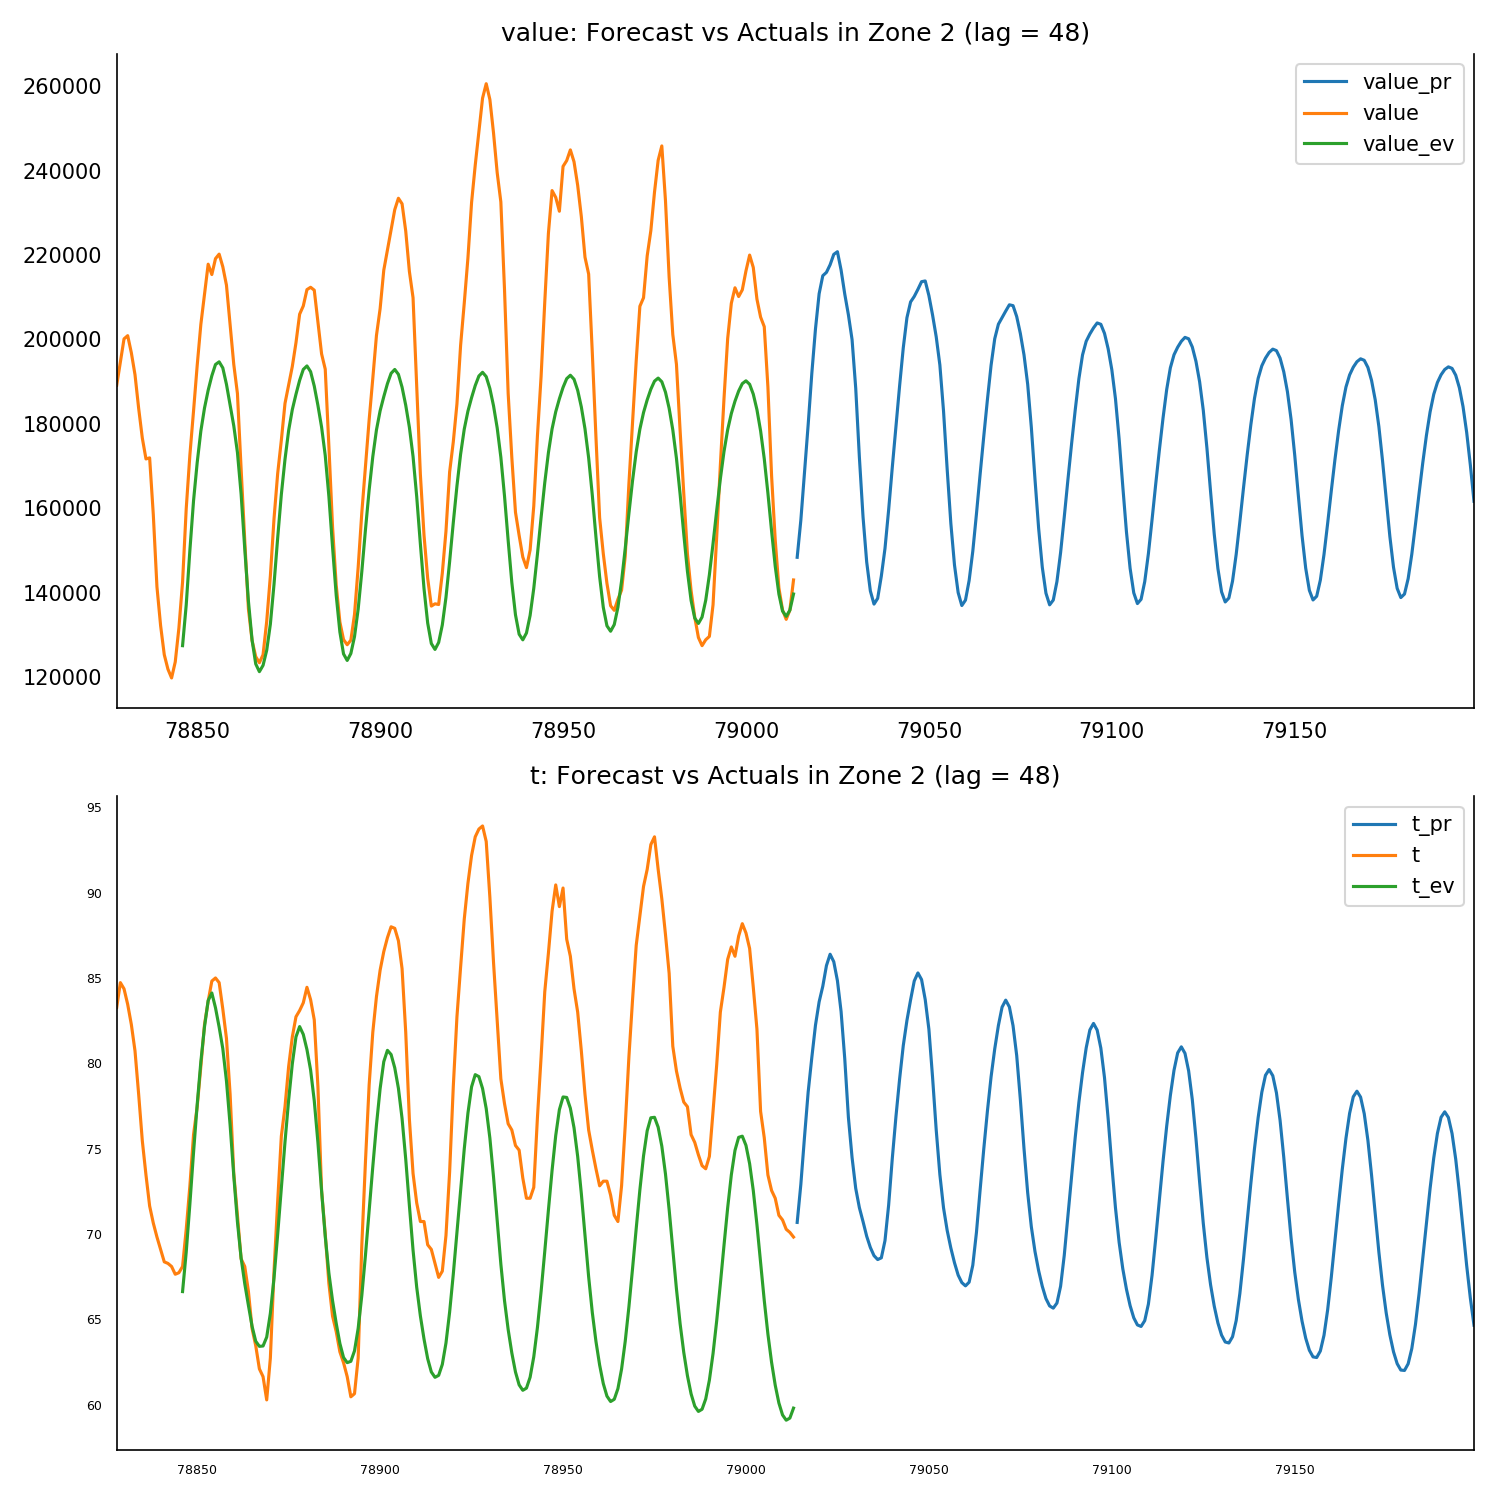 value: Forecast vs Actuals in Zone 2 (lag = 48)
260000
240000
220000
200000
180000
160000
140000
120000
value_pr
value
value_ev
78850 78900 78950 79000 79050 79100 79150
t: Forecast vs Actuals in Zone 2 (lag = 48)
95
90
85
80
75
70
65
60
t_pr
t
t_ev
78850 78900 78950 79000 79050 79100 79150